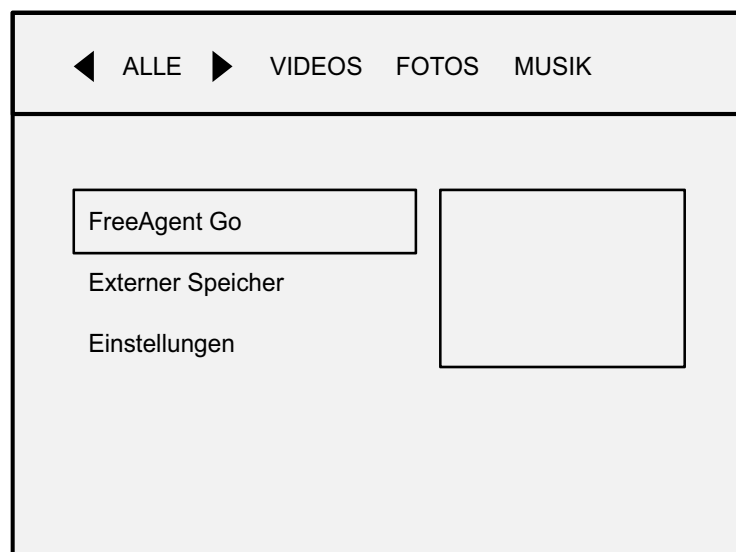 ALLE VIDEOS FOTOS MUSIK
FreeAgent Go
Externer Speicher
Einstellungen